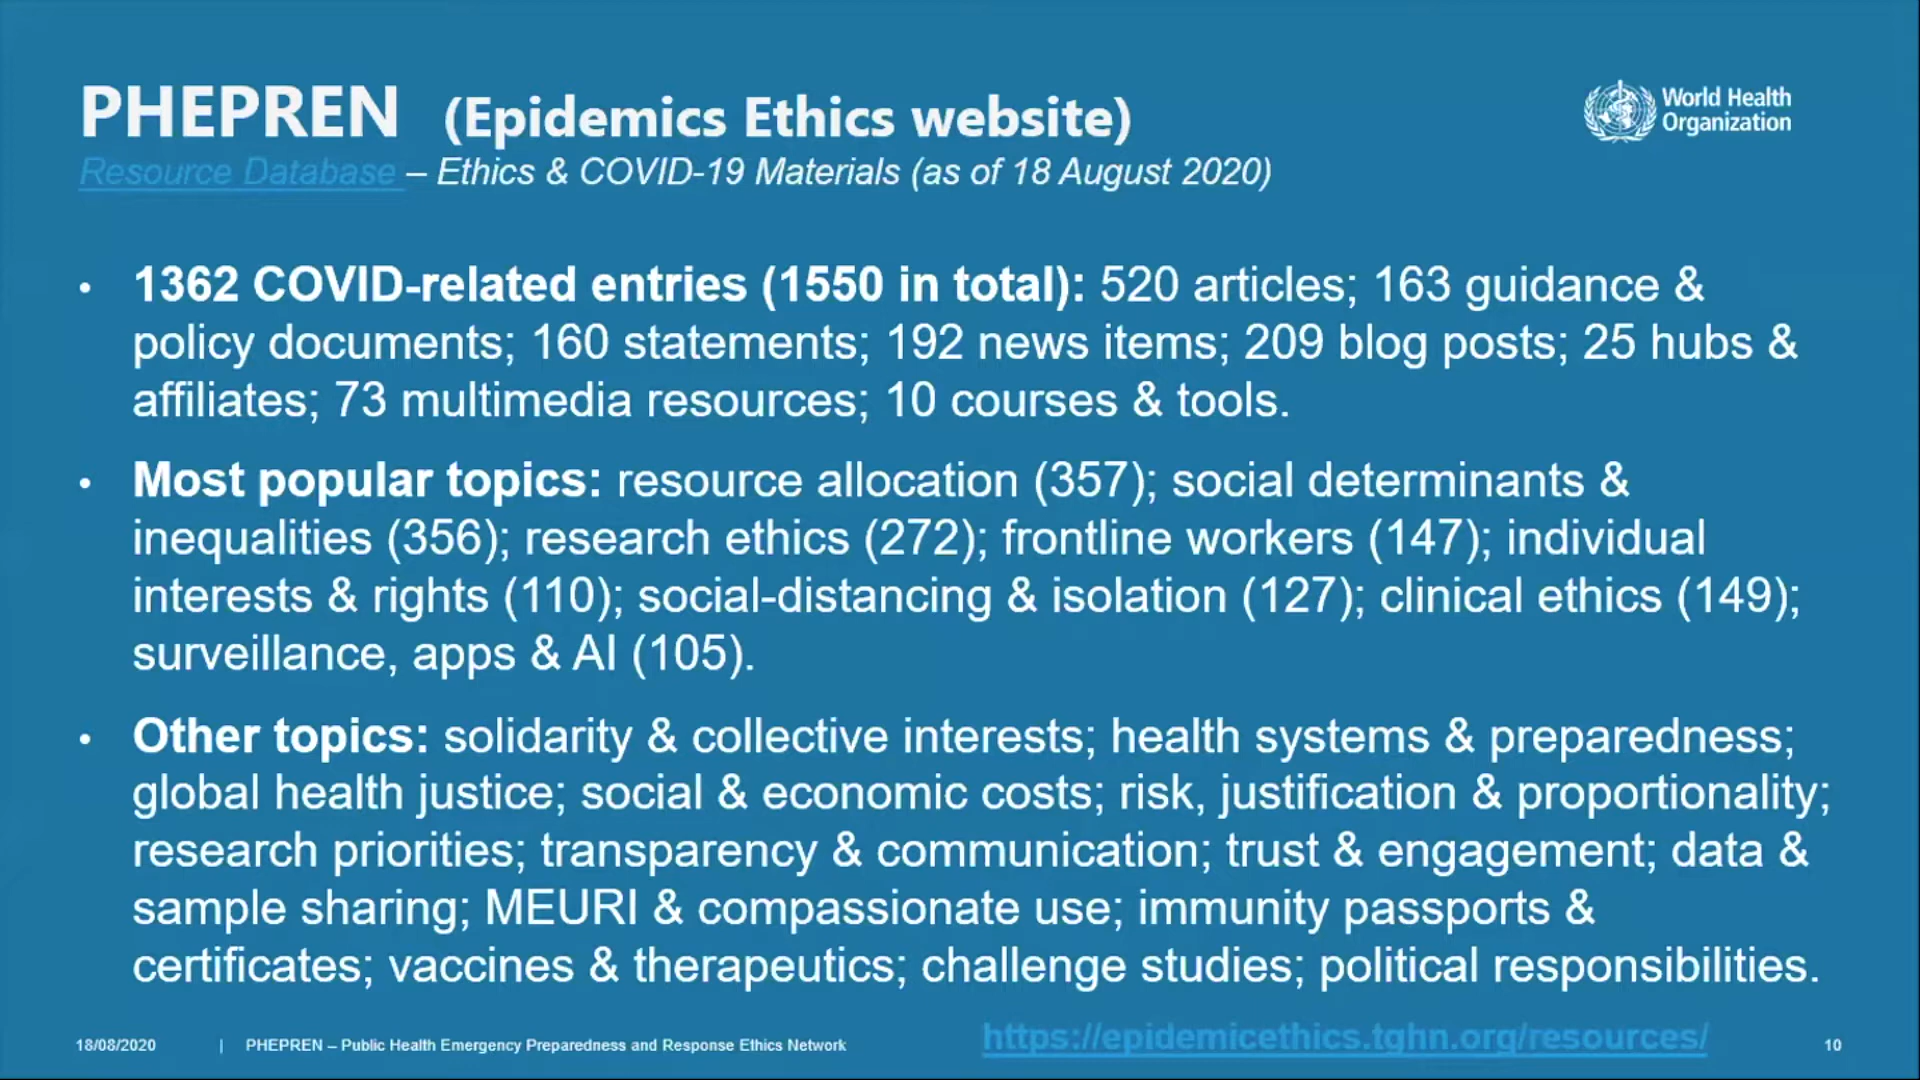 PHEPREN (Epidemics Ethics website)
World Health
Organization
Resource Database – Ethics & COVID-19 Materials (as of 18 August 2020)
• 1362 COVID-related entries (1550 in total): 520 articles; 163 guidance &
policy documents; 160 statements; 192 news items; 209 blog posts; 25 hubs &
affiliates; 73 multimedia resources; 10 courses & tools.
• Most popular topics: resource allocation (357); social determinants &
inequalities (356); research ethics (272); frontline workers (147); individual
interests & rights (110); social-distancing & isolation (127); clinical ethics (149);
surveillance, apps & AI (105).
• Other topics: solidarity & collective interests; health systems & preparedness;
global health justice; social & economic costs; risk, justification & proportionality;
research priorities; transparency & communication; trust & engagement; data &
sample sharing; MEURI & compassionate use; immunity passports &
certificates; vaccines & therapeutics; challenge studies; political responsibilities.
https://epidemicethics.tghn.org/resources/
18/08/2020 | PHEPREN – Public Health Emergency Preparedness and Response Ethics Network 10